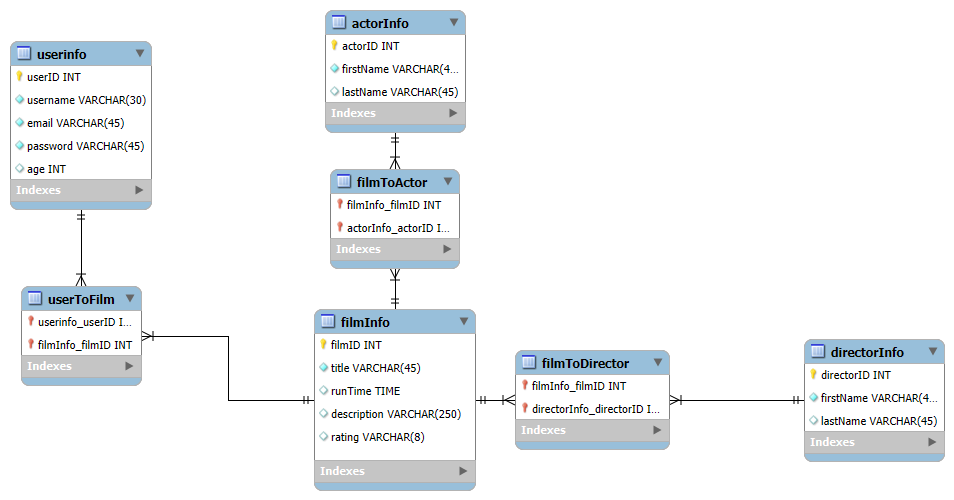 userinfo
userID INT
username VARCHAR(30)
email VARCHAR(45)
password VARCHAR(45)
age INT
Indexes
actorInfo
actorID INT
firstName VARCHAR(4...
lastName VARCHAR(45)
Indexes
filmToActor
filmInfo_filmID INT
actorInfo_actorID I...
Indexes
userToFilm
userinfo_userID I...
filmInfo_filmID INT
Indexes
filmInfo
filmID INT
title VARCHAR(45)
runTime TIME
description VARCHAR(250)
rating VARCHAR(8)
Indexes
filmToDirector
filmInfo_filmID INT
directorInfo_directorID I...
Indexes
directorInfo
directorID INT
firstName VARCHAR(4...
lastName VARCHAR(45)
Indexes